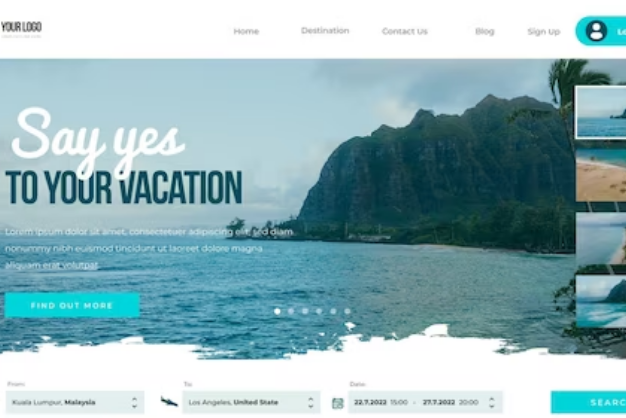 YOUR LOGO
Home Destination Contact Us Blog Sign Up
Say yes
TO YOUR VACATION
Lorem ipsum dolor sit amet, consectetuer adipiscing elit, sed diam
nonummy nibh euismod tincidunt ut laoreet dolore magna
aliquam erat volutpat.
FIND OUT MORE
From: To: Date:
Kuala Lumpur, Malaysia Los Angeles, United State 22.7.2022 15:00 - 27.7.2022 20:00
SEARC